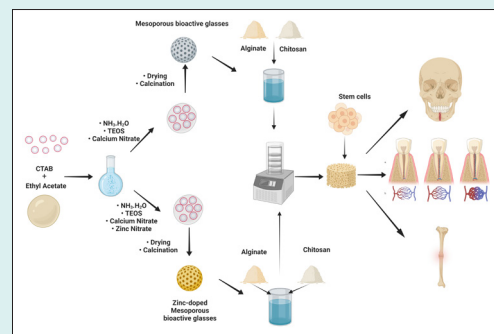 Mesoporous bioactive glasses
Alginate
Chitosan
• Drying
• Calcination
Stem cells
• NH₃.H₂O
• TEOS
• Calcium Nitrate
CTAB
+
Ethyl Acetate
• NH₃.H₂O
• TEOS
• Calcium Nitrate
• Zinc Nitrate
• Drying
• Calcination
Alginate
Chitosan
Zinc-doped
Mesoporous
bioactive glasses